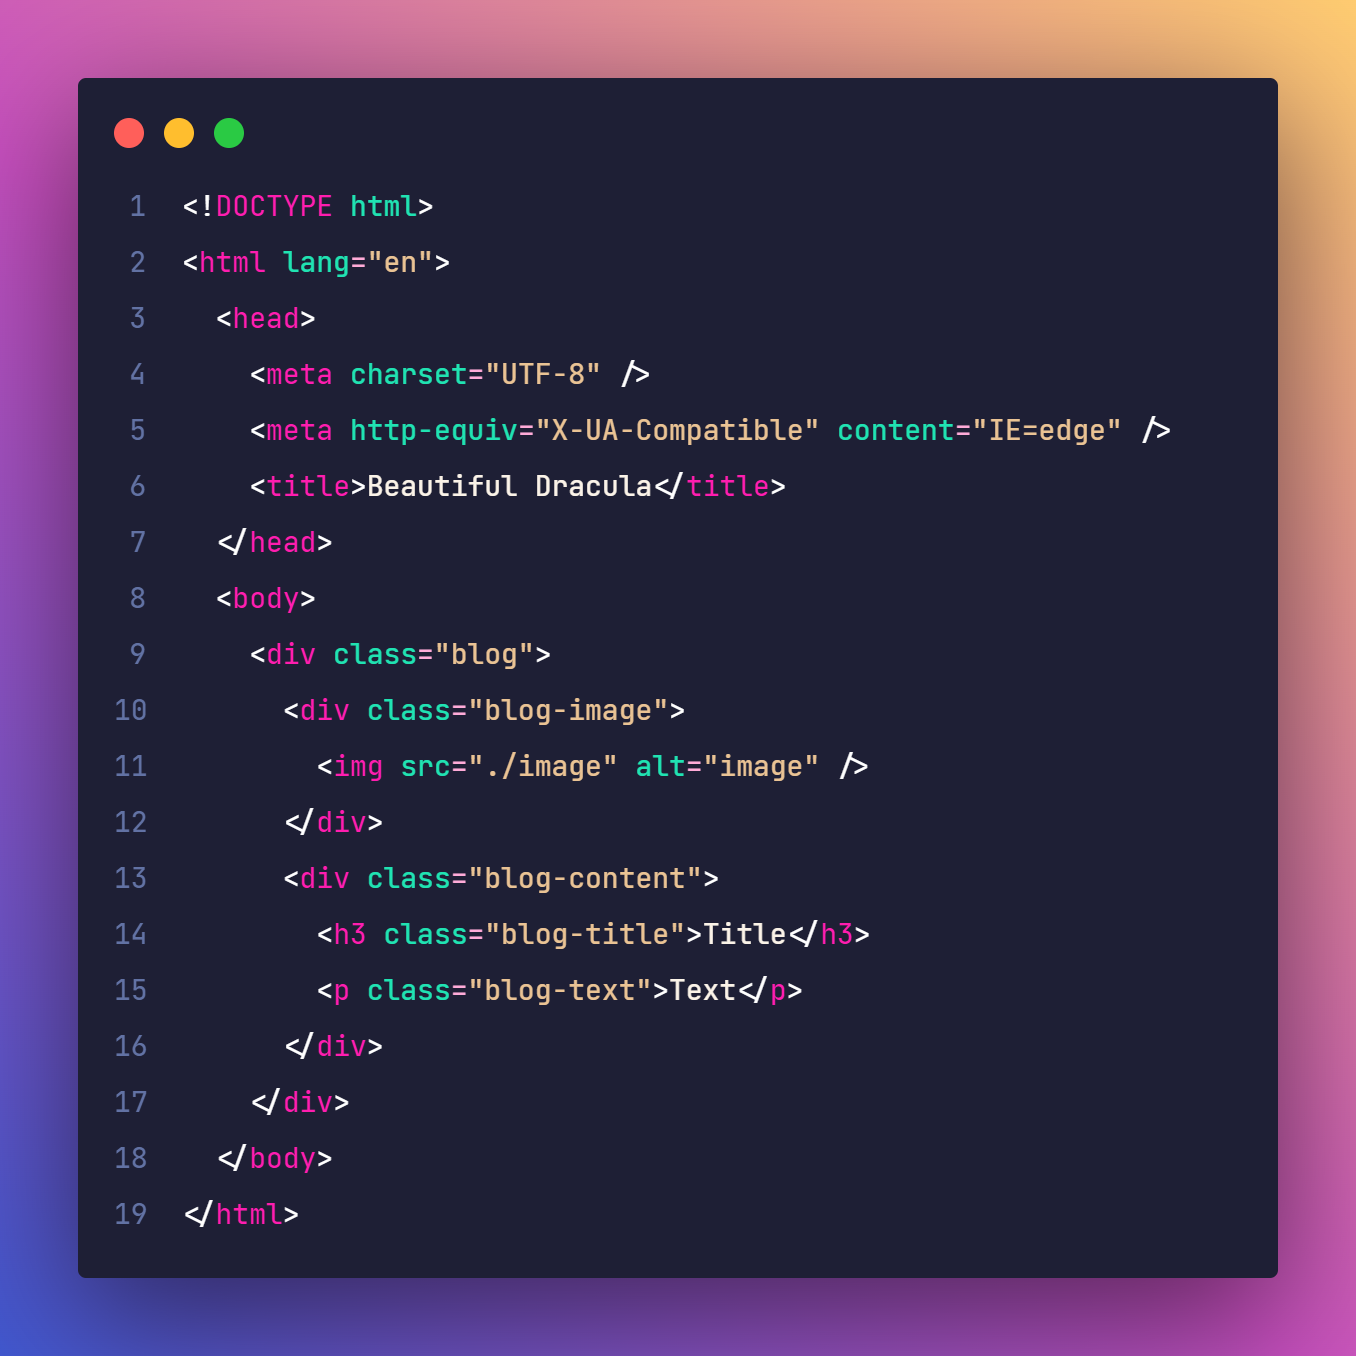 1 <!DOCTYPE html>
2 <html lang="en">
3   <head>
4     <meta charset="UTF-8" />
5     <meta http-equiv="X-UA-Compatible" content="IE=edge" />
6     <title>Beautiful Dracula</title>
7   </head>
8   <body>
9     <div class="blog">
10       <div class="blog-image">
11         <img src="./image" alt="image" />
12       </div>
13       <div class="blog-content">
14         <h3 class="blog-title">Title</h3>
15         <p class="blog-text">Text</p>
16       </div>
17     </div>
18   </body>
19 </html>